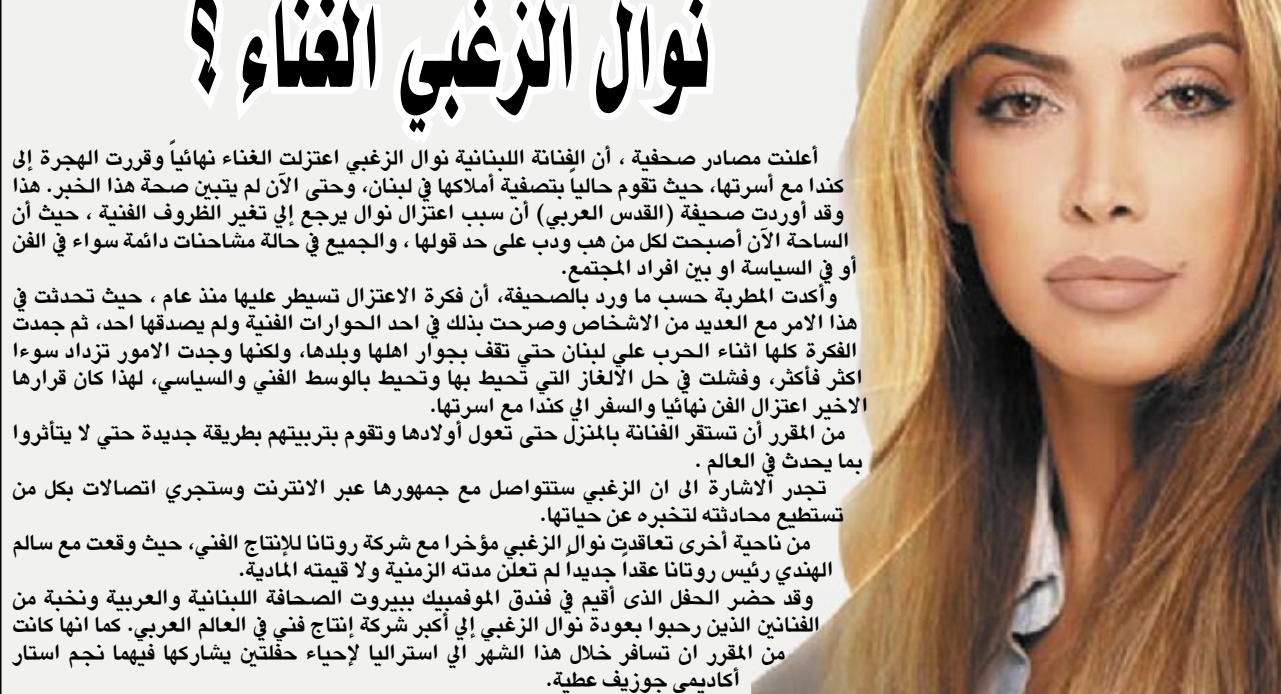 نوال الزغبي الغناء ؟
أعلنت مصادر صحفية ، أن الفنانة اللبنانية نوال الزغبي اعتزلت الغناء نهائياً وقررت الهجرة إلى
كندا مع أسرتها، حيث تقوم حالياً بتصفية أملاكها في لبنان، وحتى الآن لم يتبين صحة هذا الخبر. هذا
وقد أوردت صحيفة (القدس العربي) أن سبب اعتزال نوال يرجع إلي تغير الظروف الفنية ، حيث أن
الساحة الآن أصبحت لكل من هب ودب على حد قولها ، والجميع في حالة مشاحنات دائمة سواء في الفن
أو في السياسة او بين افراد المجتمع.
وأكدت المطربة حسب ما ورد بالصحيفة، أن فكرة الاعتزال تسيطر عليها منذ عام ، حيث تحدثت في
هذا الامر مع العديد من الاشخاص وصرحت بذلك في احد الحوارات الفنية ولم يصدقها احد، ثم جمدت
الفكرة كلها اثناء الحرب علي لبنان حتي تقف بجوار اهلها وبلدها، ولكنها وجدت الامور تزداد سوءا
اكثر فأكثر، وفشلت في حل الالغاز التي تحيط بها وتحيط بالوسط الفني والسياسي، لهذا كان قرارها
الاخير اعتزال الفن نهائيا والسفر الي كندا مع اسرتها.
من المقرر أن تستقر الفنانة بالمنزل حتى تعول أولادها وتقوم بتربيتهم بطريقة جديدة حتي لا يتأثروا
بما يحدث في العالم .
تجدر الاشارة الى ان الزغبي ستتواصل مع جمهورها عبر الانترنت وستجري اتصالات بكل من
تستطيع محادثته لتخبره عن حياتها.
من ناحية أخرى تعاقدت نوال الزغبي مؤخرا مع شركة روتانا للإنتاج الفني، حيث وقعت مع سالم
الهندي رئيس روتانا عقداً جديداً لم تعلن مدته الزمنية ولا قيمته المادية.
وقد حضر الحفل الذى أقيم في فندق الموفمبيك ببيروت الصحافة اللبنانية والعربية ونخبة من
الفنانين الذين رحبوا بعودة نوال الزغبي إلي أكبر شركة إنتاج فني في العالم العربي. كما انها كانت
من المقرر ان تسافر خلال هذا الشهر الي استراليا لإحياء حفلتين يشاركها فيهما نجم استار
أكاديمي جوزيف عطية.